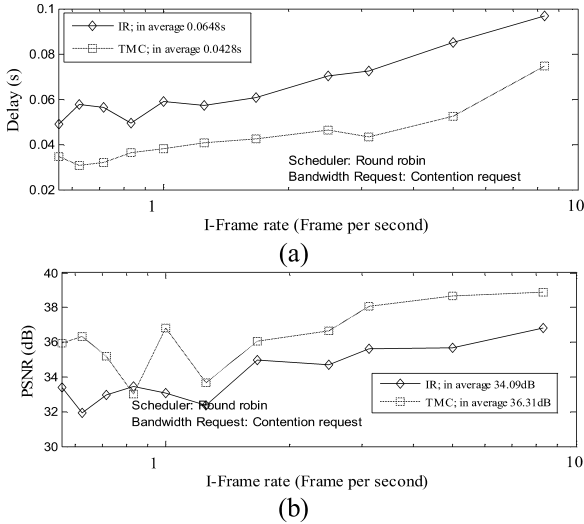 0.1
0.08
0.06
0.04
0.02
Delay (s)
IR; in average 0.0648s
TMC; in average 0.0428s
Scheduler: Round robin
Bandwidth Request: Contention request
1
10
I-Frame rate (Frame per second)
(a)
40
38
36
34
32
30
PSNR (dB)
IR; in average 34.09dB
TMC; in average 36.31dB
Scheduler: Round robin
Bandwidth Request: Contention request
1
10
I-Frame rate (Frame per second)
(b)